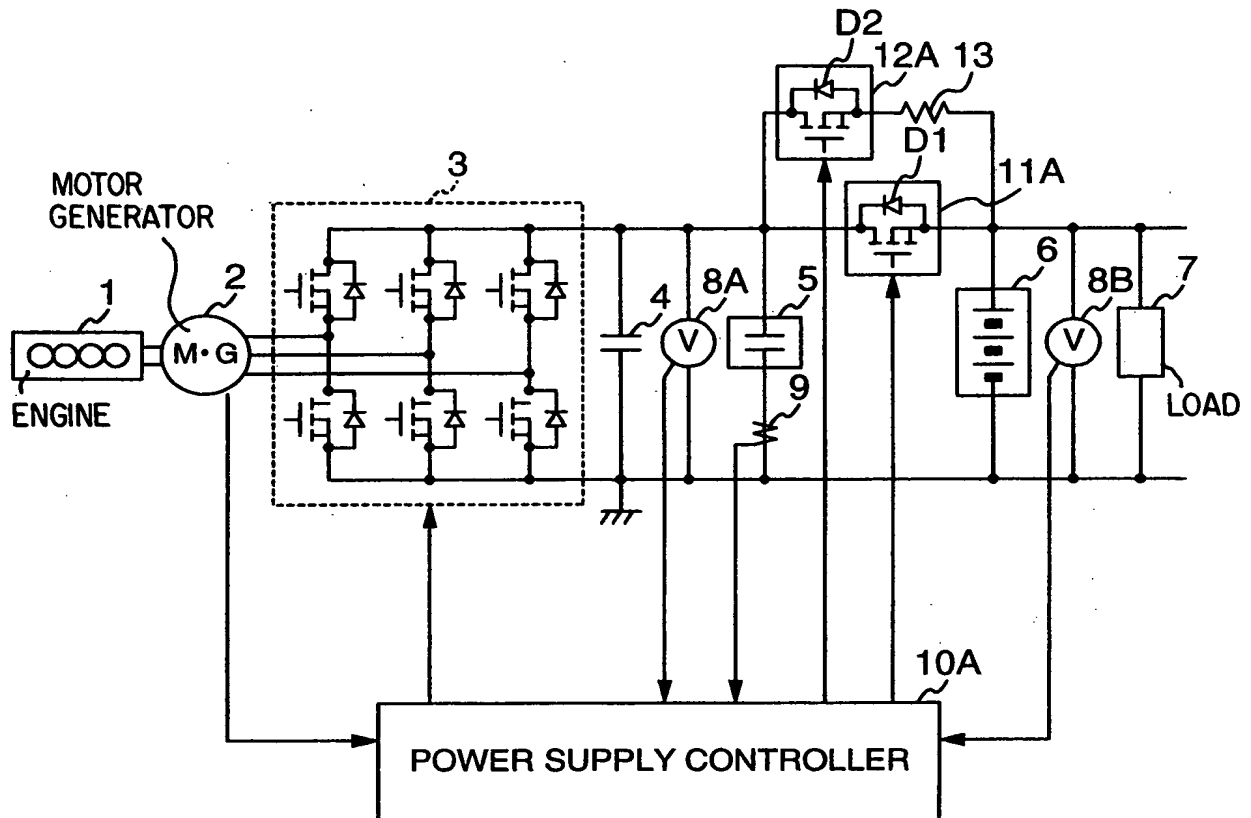 D2
12A
13
D1
11A
3
MOTOR
GENERATOR
1
2
M·G
ENGINE
4
8A
V
5
9
6
8B
V
7
LOAD
10A
POWER SUPPLY CONTROLLER